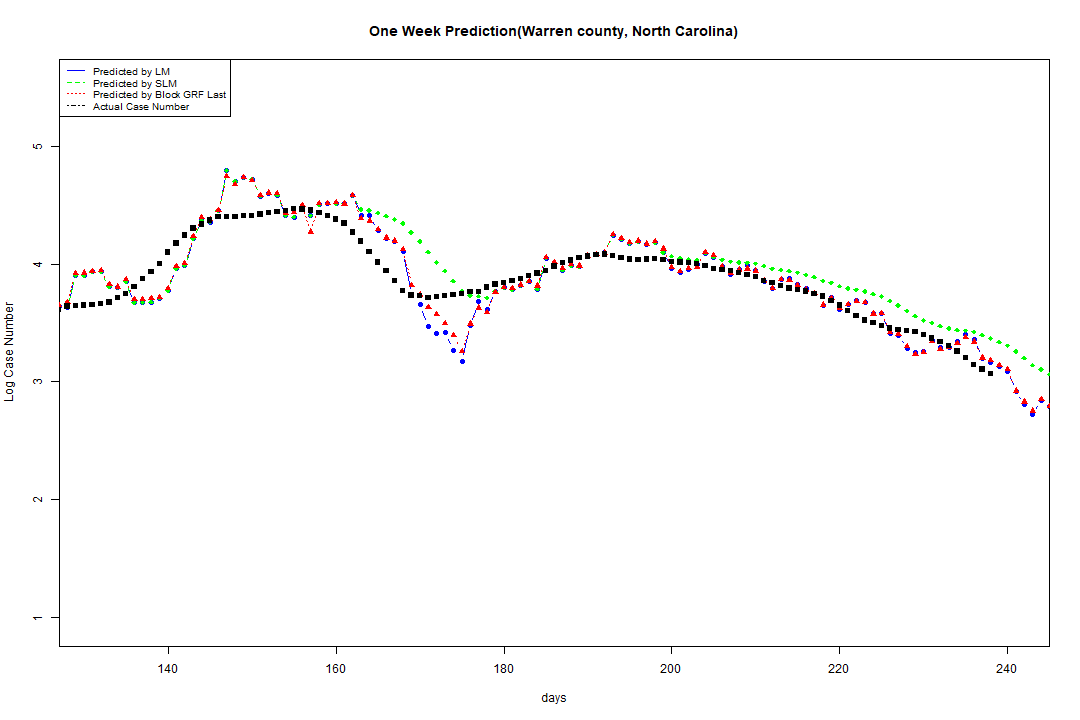 One Week Prediction(Warren county, North Carolina)
Predicted by LM
Predicted by SLM
Predicted by Block GRF Last
Actual Case Number
5
4
3
2
1
Log Case Number
140 160 180 200 220 240
days